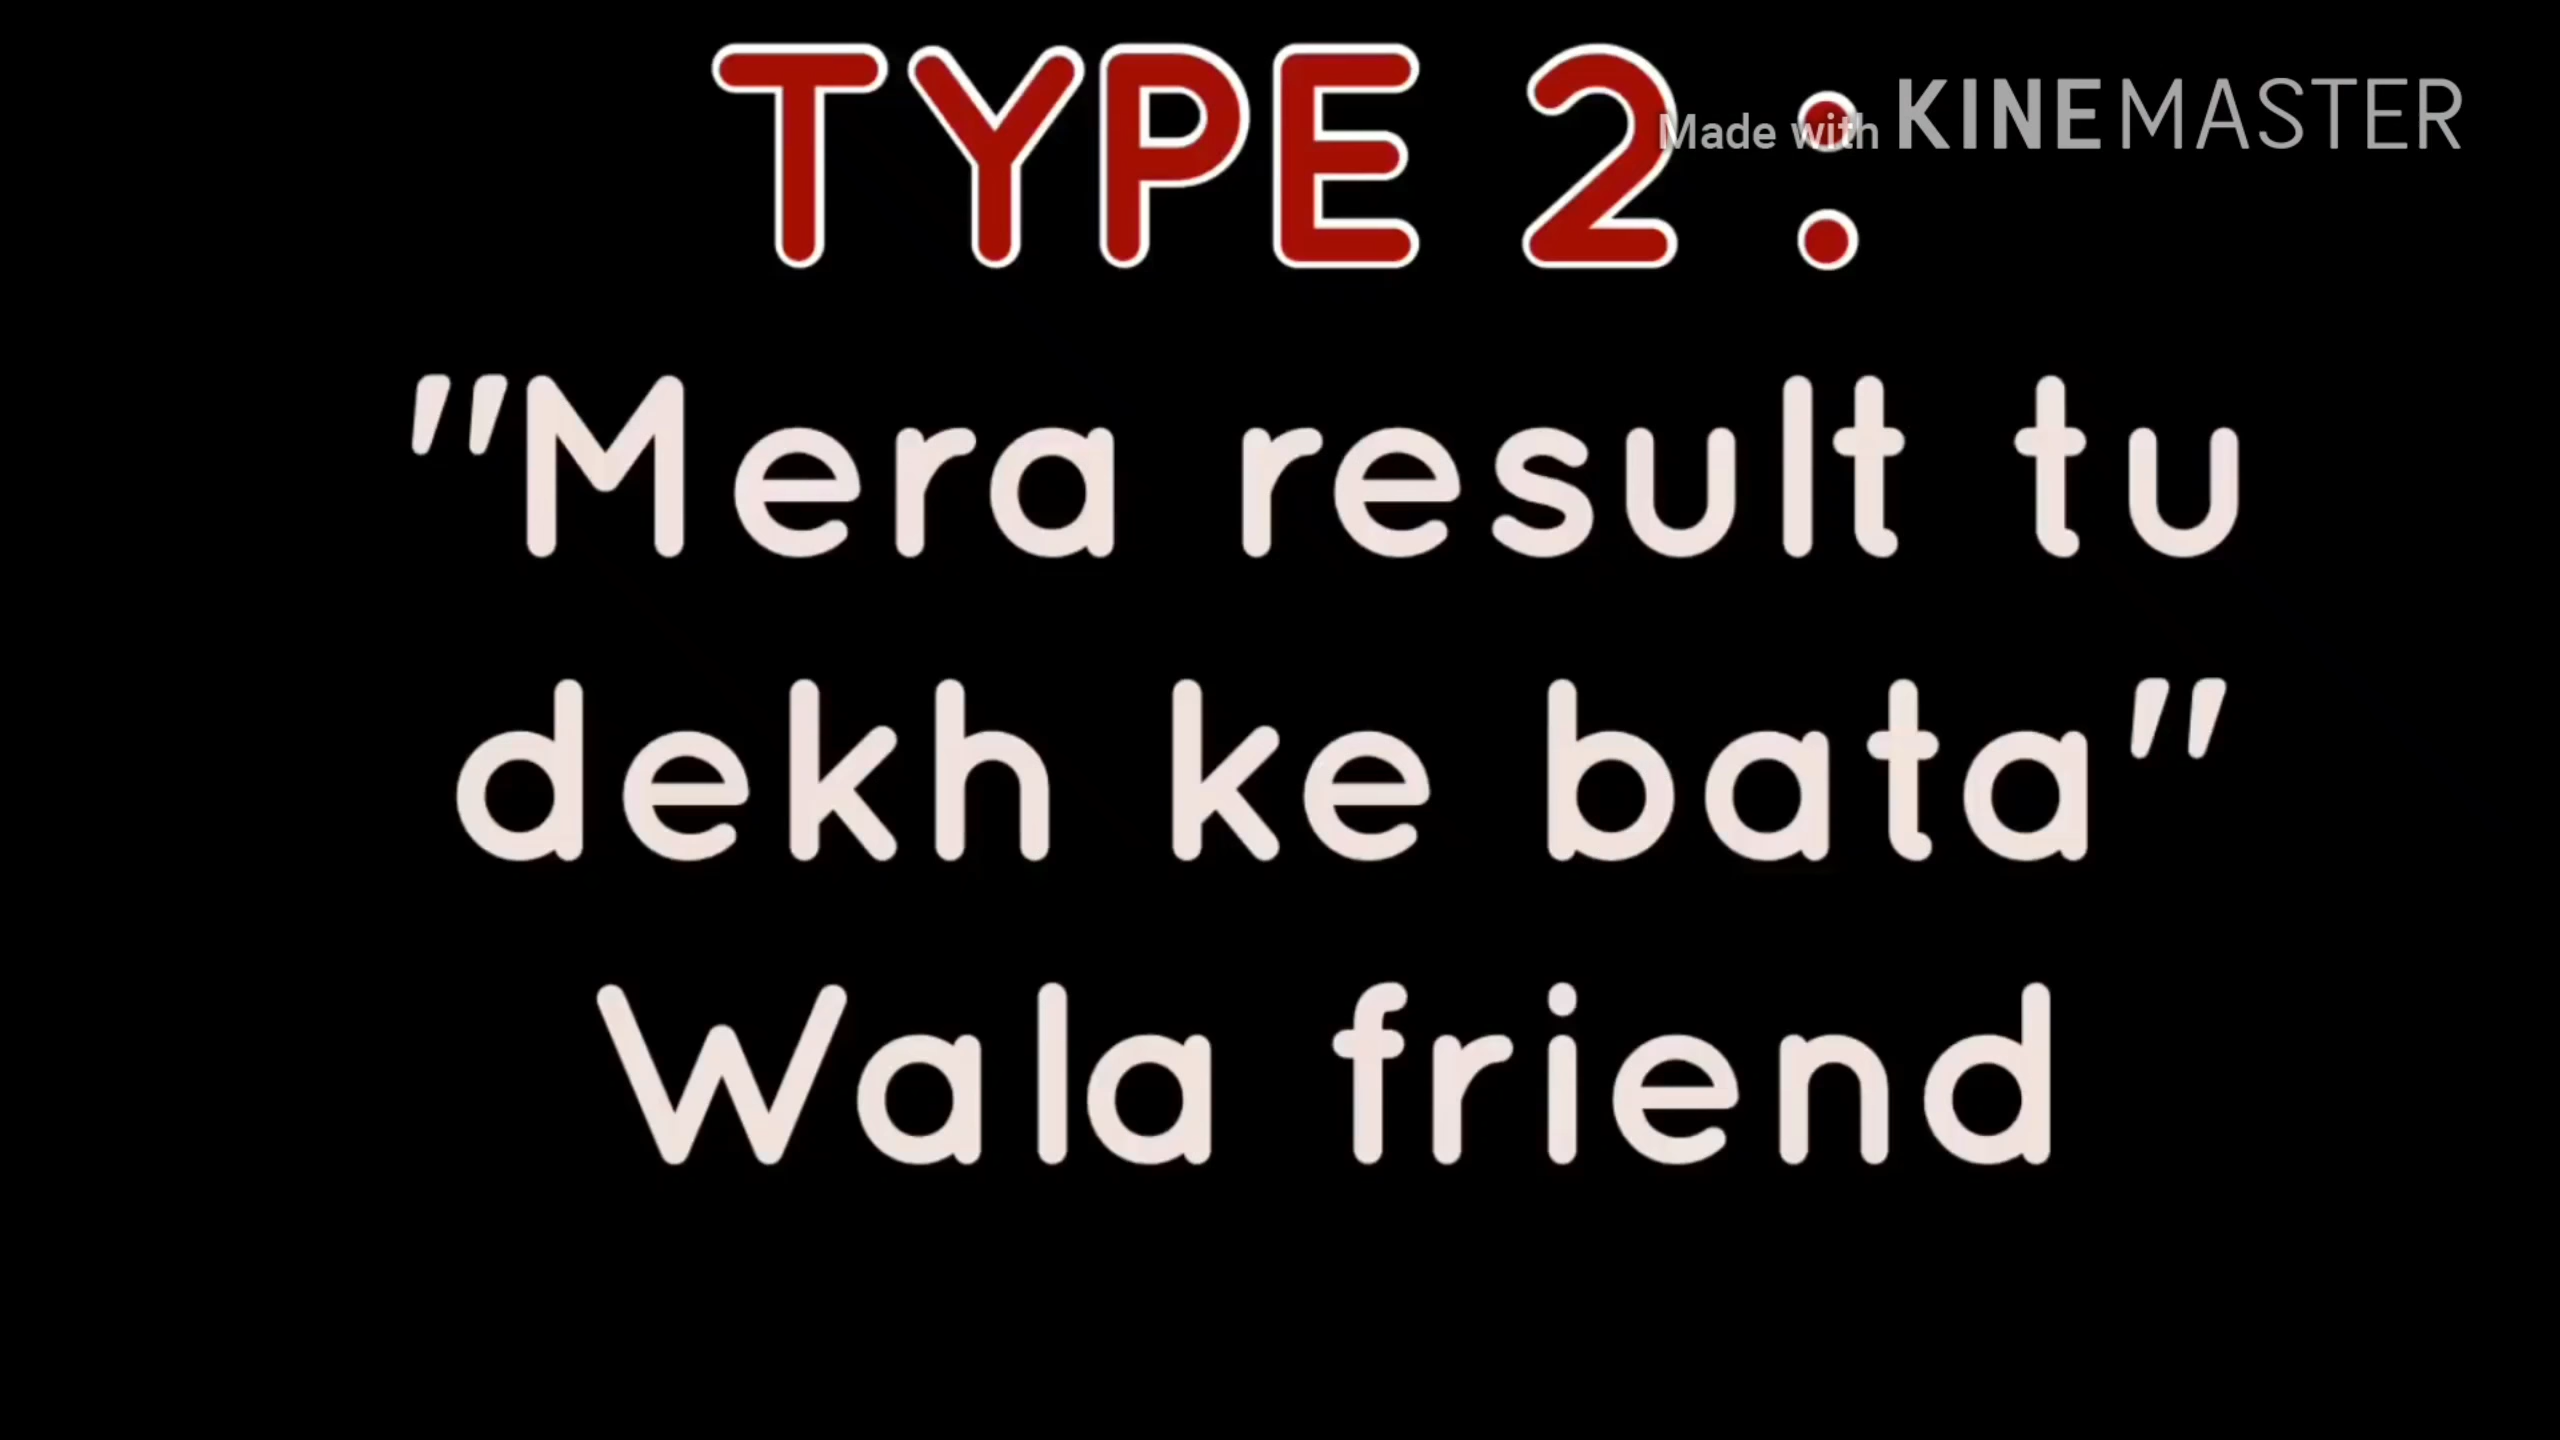 TYPE 2 :
Made with KINEMASTER
"Mera result tu
dekh ke bata"
Wala friend